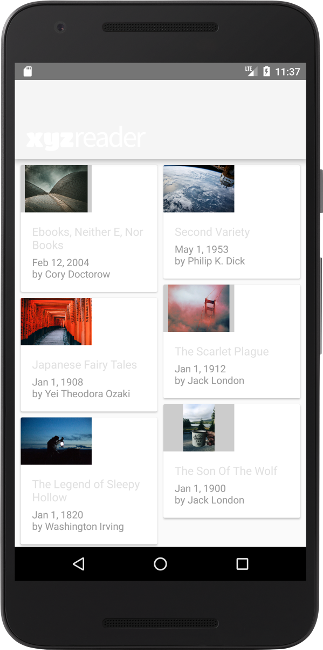 LTE 11:37
xyzreader
Ebooks, Neither E, Nor
Books
Feb 12, 2004
by Cory Doctorow
Second Variety
May 1, 1953
by Philip K. Dick
Japanese Fairy Tales
Jan 1, 1908
by Yei Theodora Ozaki
The Scarlet Plague
Jan 1, 1912
by Jack London
The Legend of Sleepy
Hollow
Jan 1, 1820
by Washington Irving
The Son Of The Wolf
Jan 1, 1900
by Jack London